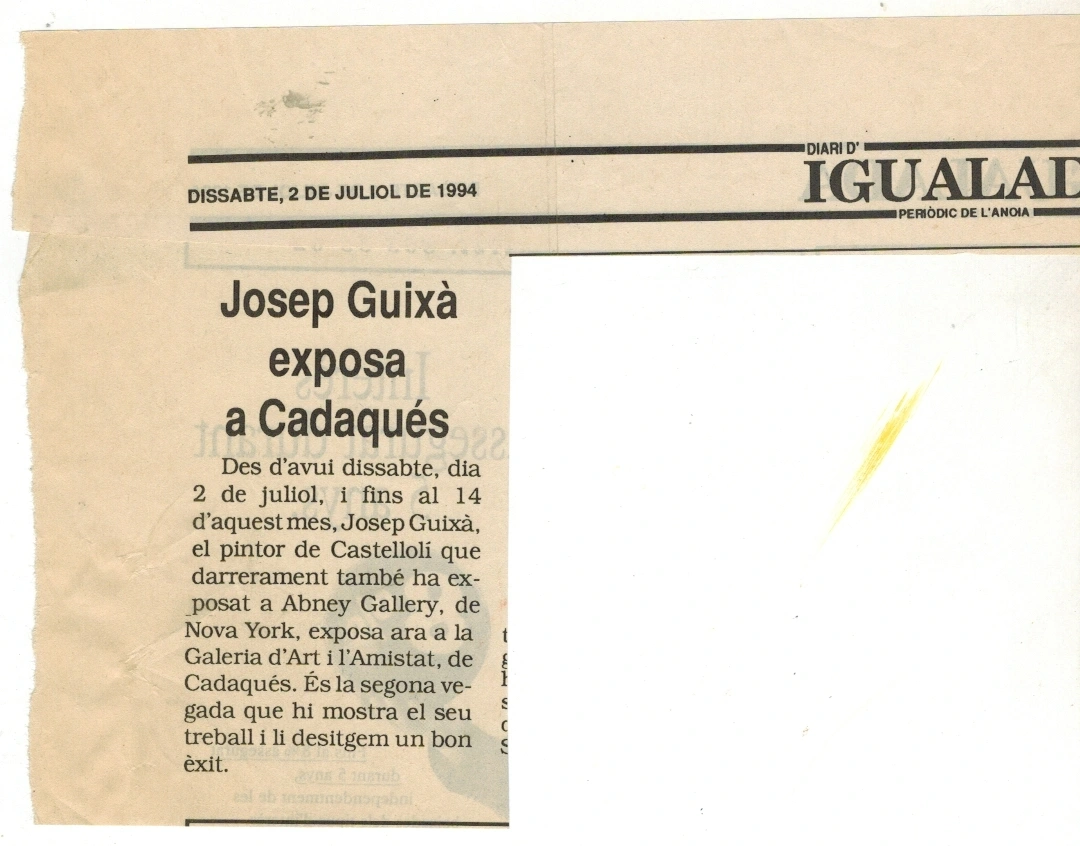 DISSABTE, 2 DE JULIOL DE 1994
DIARI D'
IGUALAD
PERIÒDIC DE L'ANOIA
Josep Guixà
exposa
a Cadaqués
Des d'avui dissabte, dia
2 de juliol, i fins al 14
d'aquest mes, Josep Guixà,
el pintor de Castellolí que
darrerament també ha ex-
posat a Abney Gallery, de
Nova York, exposa ara a la
Galeria d'Art i l'Amistat, de
Cadaqués. És la segona ve-
gada que hi mostra el seu
treball i li desitgem un bon
èxit.